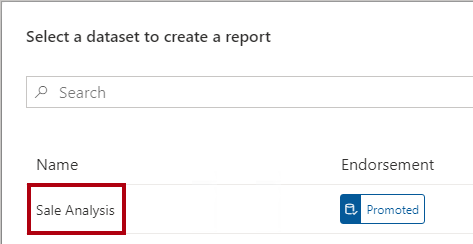 Select a dataset to create a report
Search
Name Endorsement
Sale Analysis Promoted